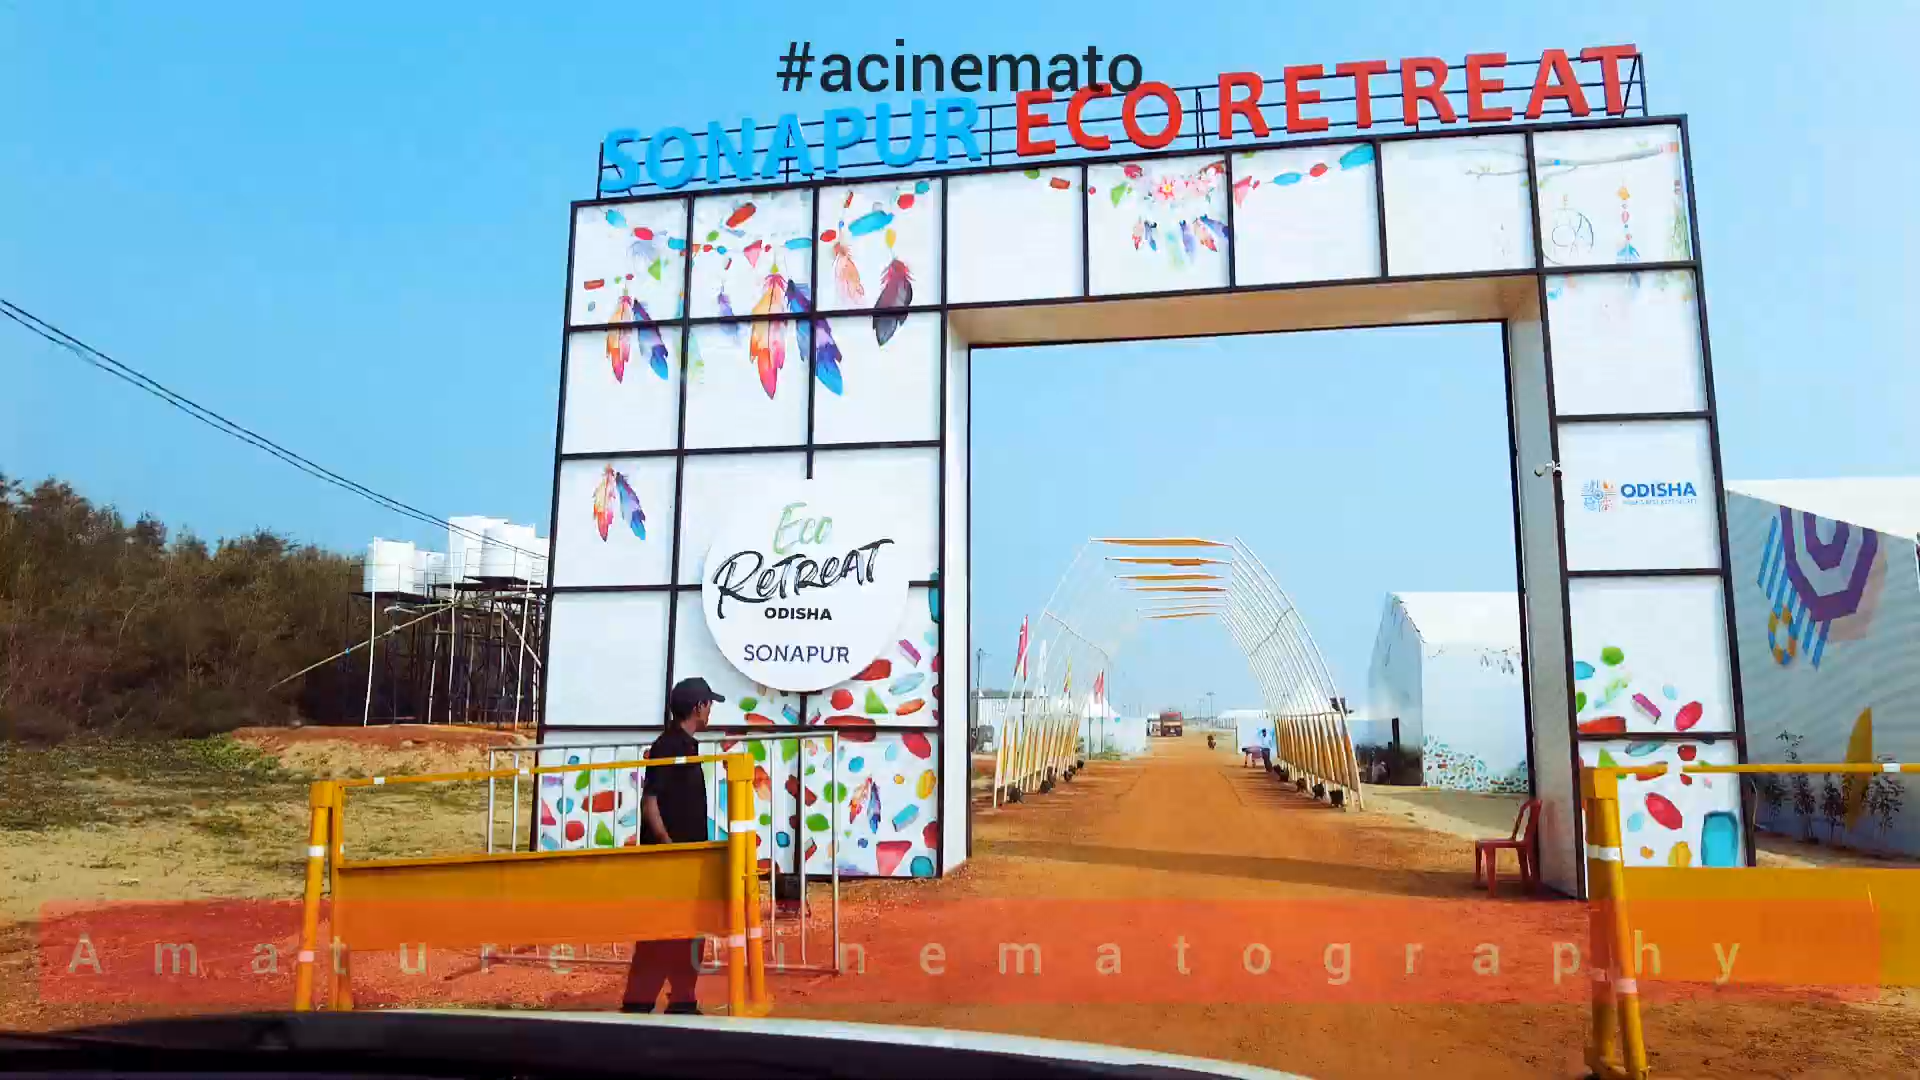 #acinemato
SONAPUR ECO RETREAT
ODISHA
Eco
RETREAT
ODISHA
SONAPUR
Amature Cinematography